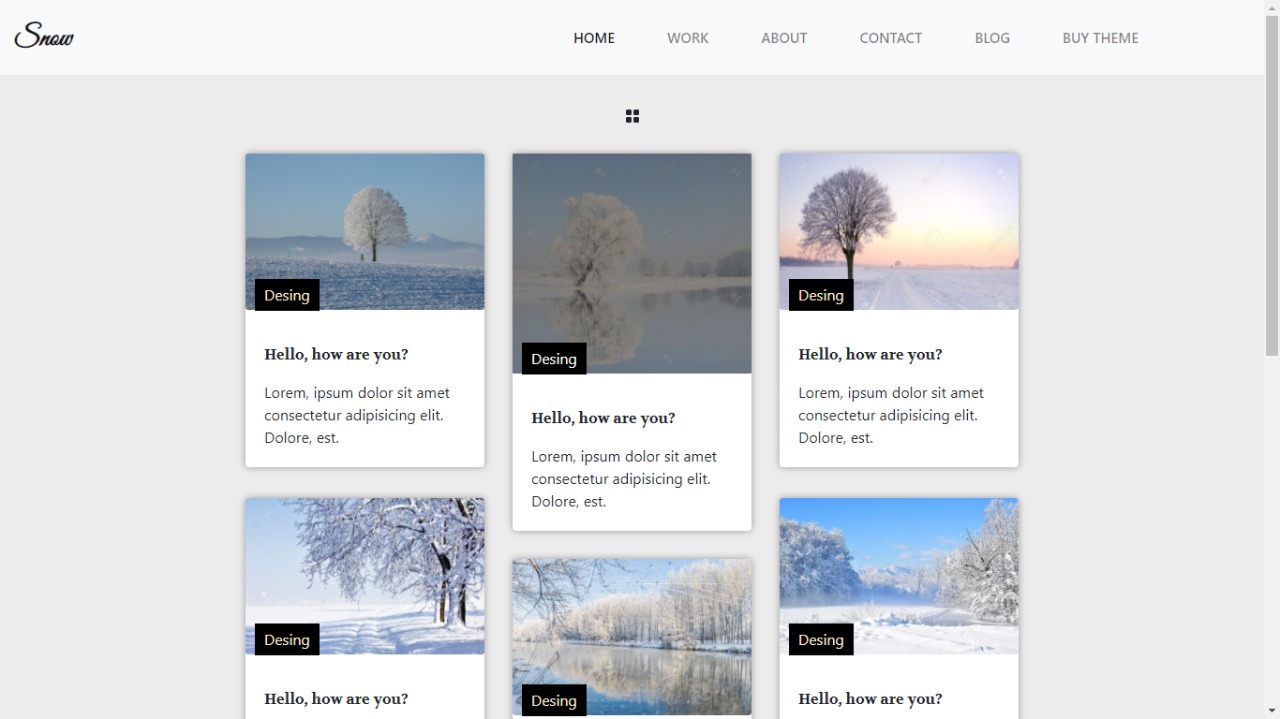 Snow
HOME WORK ABOUT CONTACT BLOG BUY THEME
Desing
Hello, how are you?
Lorem, ipsum dolor sit amet
consectetur adipisicing elit.
Dolore, est.
Desing
Hello, how are you?
Lorem, ipsum dolor sit amet
consectetur adipisicing elit.
Dolore, est.
Desing
Hello, how are you?
Lorem, ipsum dolor sit amet
consectetur adipisicing elit.
Dolore, est.
Desing
Hello, how are you?
Desing
Desing
Hello, how are you?